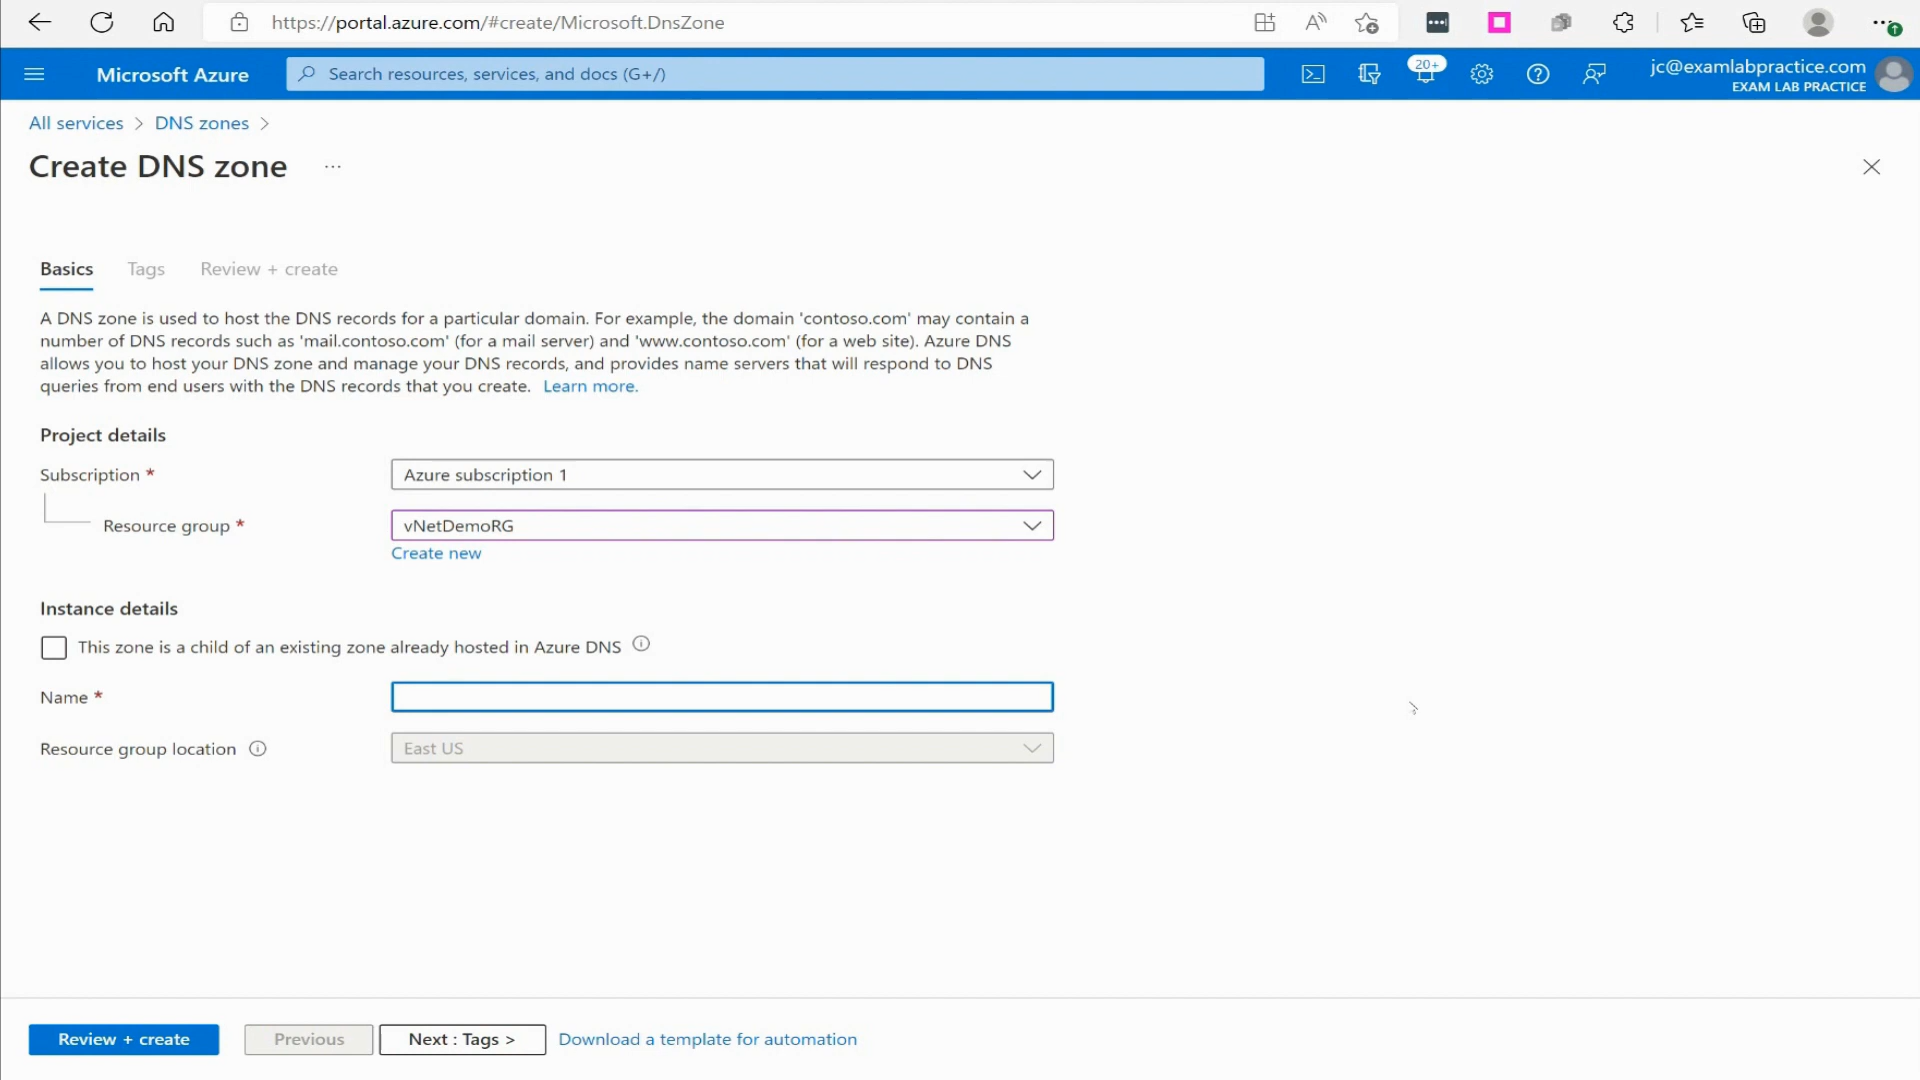 https://portal.azure.com/#create/Microsoft.DnsZone
Microsoft Azure
Search resources, services, and docs (G+/)
20+
jc@examlabpractice.com
EXAM LAB PRACTICE
All services > DNS zones >
Create DNS zone ...
Basics Tags Review + create
A DNS zone is used to host the DNS records for a particular domain. For example, the domain 'contoso.com' may contain a
number of DNS records such as 'mail.contoso.com' (for a mail server) and 'www.contoso.com' (for a web site). Azure DNS
allows you to host your DNS zone and manage your DNS records, and provides name servers that will respond to DNS
queries from end users with the DNS records that you create. Learn more.
Project details
Subscription *
Azure subscription 1
Resource group *
vNetDemoRG
Create new
Instance details
This zone is a child of an existing zone already hosted in Azure DNS
Name *
Resource group location
East US
Review + create
Previous
Next : Tags >
Download a template for automation